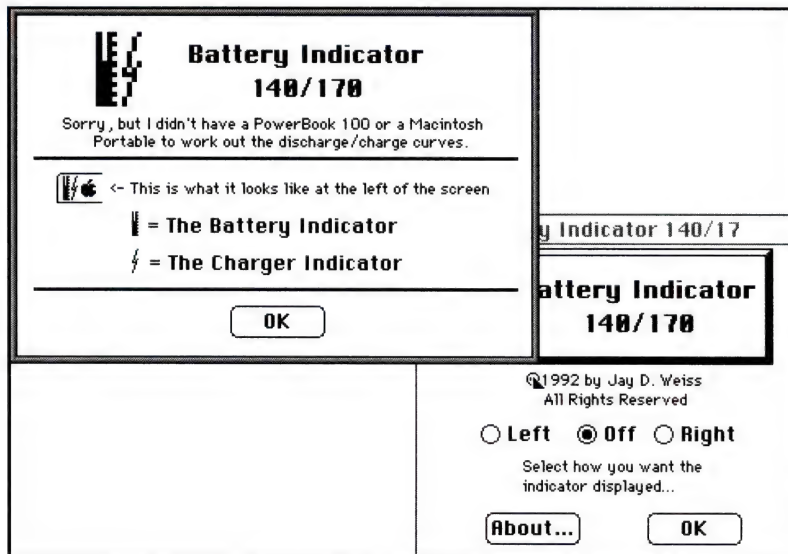 Battery Indicator
140/170
Sorry, but I didn't have a PowerBook 100 or a Macintosh
Portable to work out the discharge/charge curves.
<- This is what it looks like at the left of the screen
= The Battery Indicator
= The Charger Indicator
OK
y Indicator 140/17
attery Indicator
140/170
©1992 by Jay D. Weiss
All Rights Reserved
Left Off Right
Select how you want the
indicator displayed...
About... OK